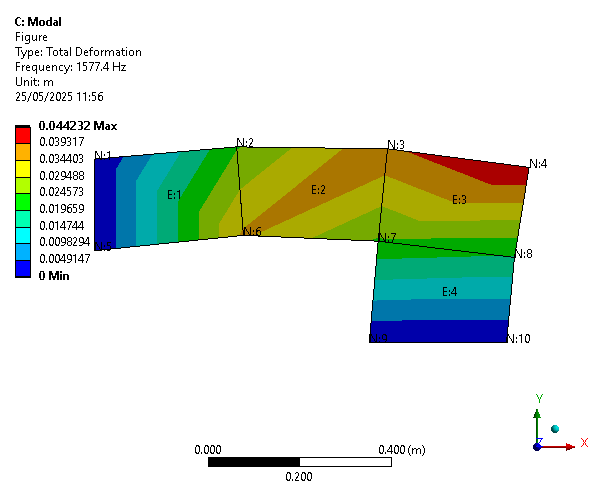 C: Modal
Figure
Type: Total Deformation
Frequency: 1577.4 Hz
Unit: m
25/05/2025 11:56
0.044232 Max
0.039317
0.034403
0.029488
0.024573
0.019659
0.014744
0.0098294
0.0049147
0 Min
N:1
N:2
N:3
N:4
E:1
E:2
E:3
N:6
N:7
N:8
E:4
N:10
Y
Z
X
0.000
0.400 (m)
0.200